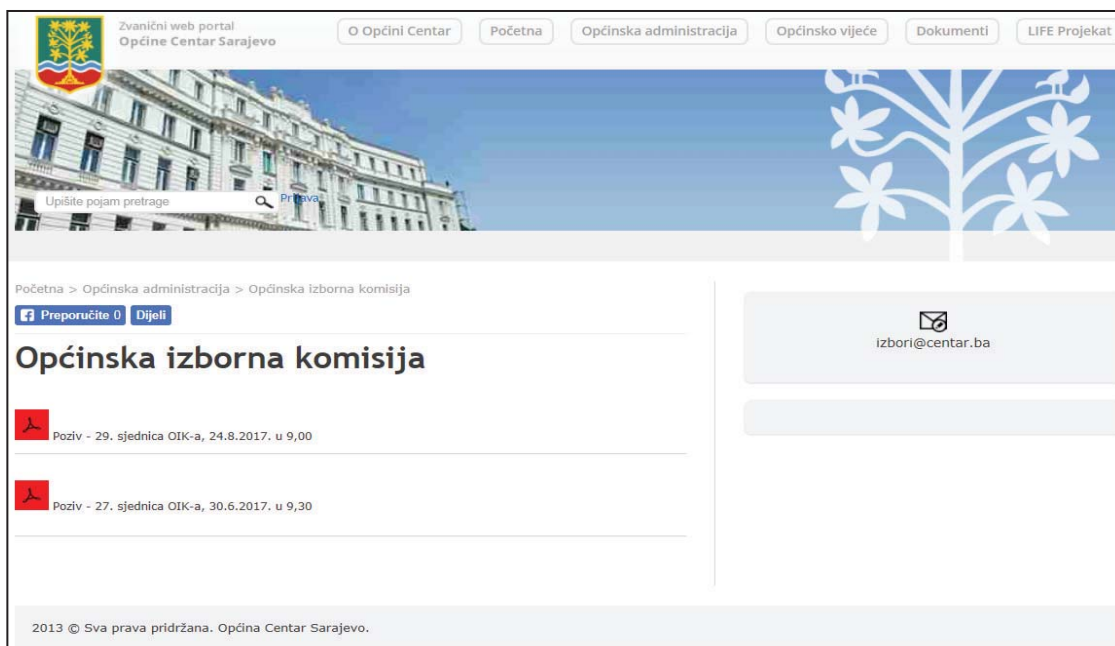 Zvanični web portal
Općine Centar Sarajevo
O Općini Centar
Početna
Općinska administracija
Općinsko vijeće
Dokumenti
LIFE Projekat
Upišite pojam pretrage
Prijava
Početna > Općinska administracija > Općinska izborna komisija
Preporučite 0 Dijeli
Općinska izborna komisija
izbori@centar.ba
Poziv - 29. sjednica OIK-a, 24.8.2017. u 9,00
Poziv - 27. sjednica OIK-a, 30.6.2017. u 9,30
2013 © Sva prava pridržana. Općina Centar Sarajevo.